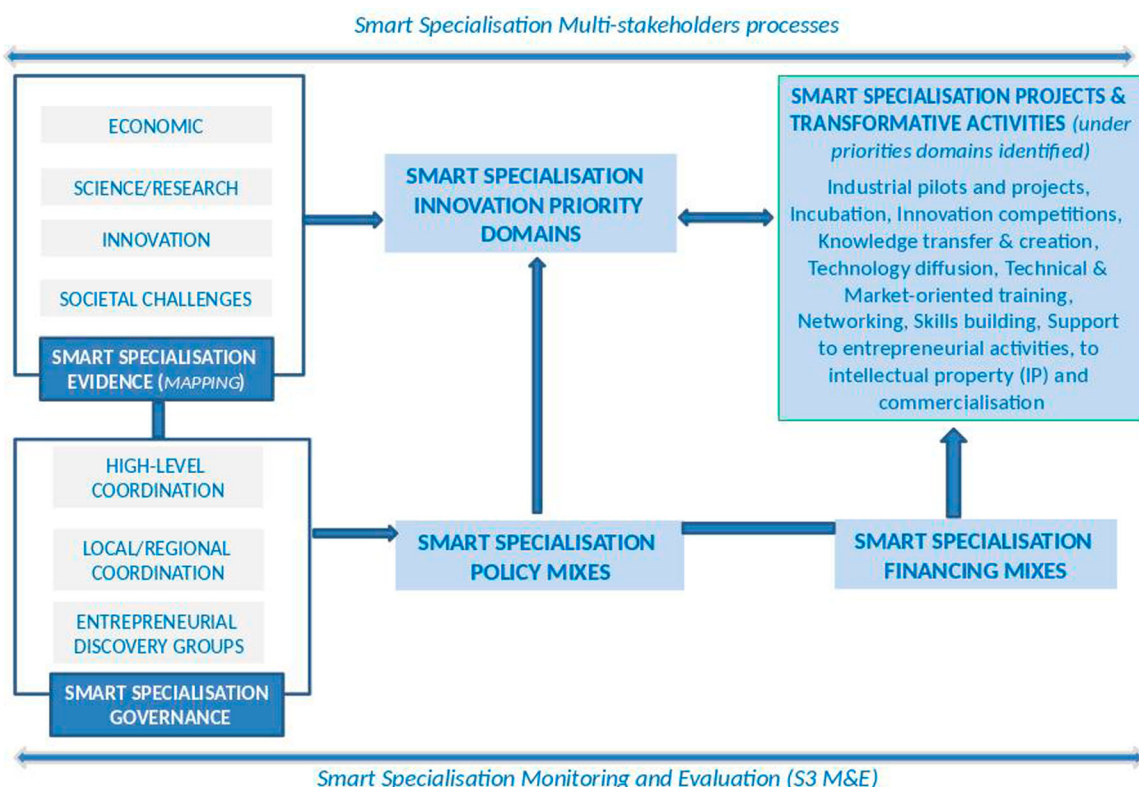 Smart Specialisation Multi-stakeholders processes
ECONOMIC
SCIENCE/RESEARCH
INNOVATION
SOCIETAL CHALLENGES
SMART SPECIALISATION
EVIDENCE (MAPPING)
HIGH-LEVEL
COORDINATION
LOCAL/REGIONAL
COORDINATION
ENTREPRENEURIAL
DISCOVERY GROUPS
SMART SPECIALISATION
GOVERNANCE
SMART SPECIALISATION
INNOVATION PRIORITY
DOMAINS
SMART SPECIALISATION
POLICY MIXES
SMART SPECIALISATION PROJECTS &
TRANSFORMATIVE ACTIVITIES (under
priorities domains identified)
Industrial pilots and projects,
Incubation, Innovation competitions,
Knowledge transfer & creation,
Technology diffusion, Technical &
Market-oriented training,
Networking, Skills building, Support
to entrepreneurial activities, to
intellectual property (IP) and
commercialisation
SMART SPECIALISATION
FINANCING MIXES
Smart Specialisation Monitoring and Evaluation (S3 M&E)